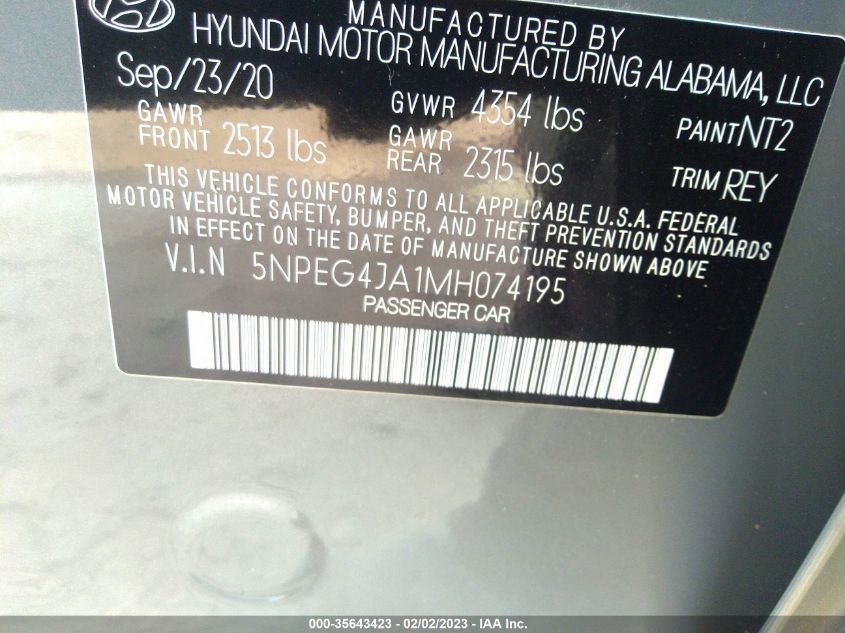 MANUFACTURED BY
HYUNDAI MOTOR MANUFACTURING ALABAMA, LLC
Sep/23/20 GVWR 4354 lbs PAINT NT2
GAWR FRONT 2513 lbs GAWR REAR 2315 lbs TRIM REY
THIS VEHICLE CONFORMS TO ALL APPLICABLE U.S.A. FEDERAL
MOTOR VEHICLE SAFETY, BUMPER, AND THEFT PREVENTION STANDARDS
IN EFFECT ON THE DATE OF MANUFACTURE SHOWN ABOVE
V.I.N 5NPEG4JA1MH074195
PASSENGER CAR
000-35643423 - 02/02/2023 - IAA Inc.